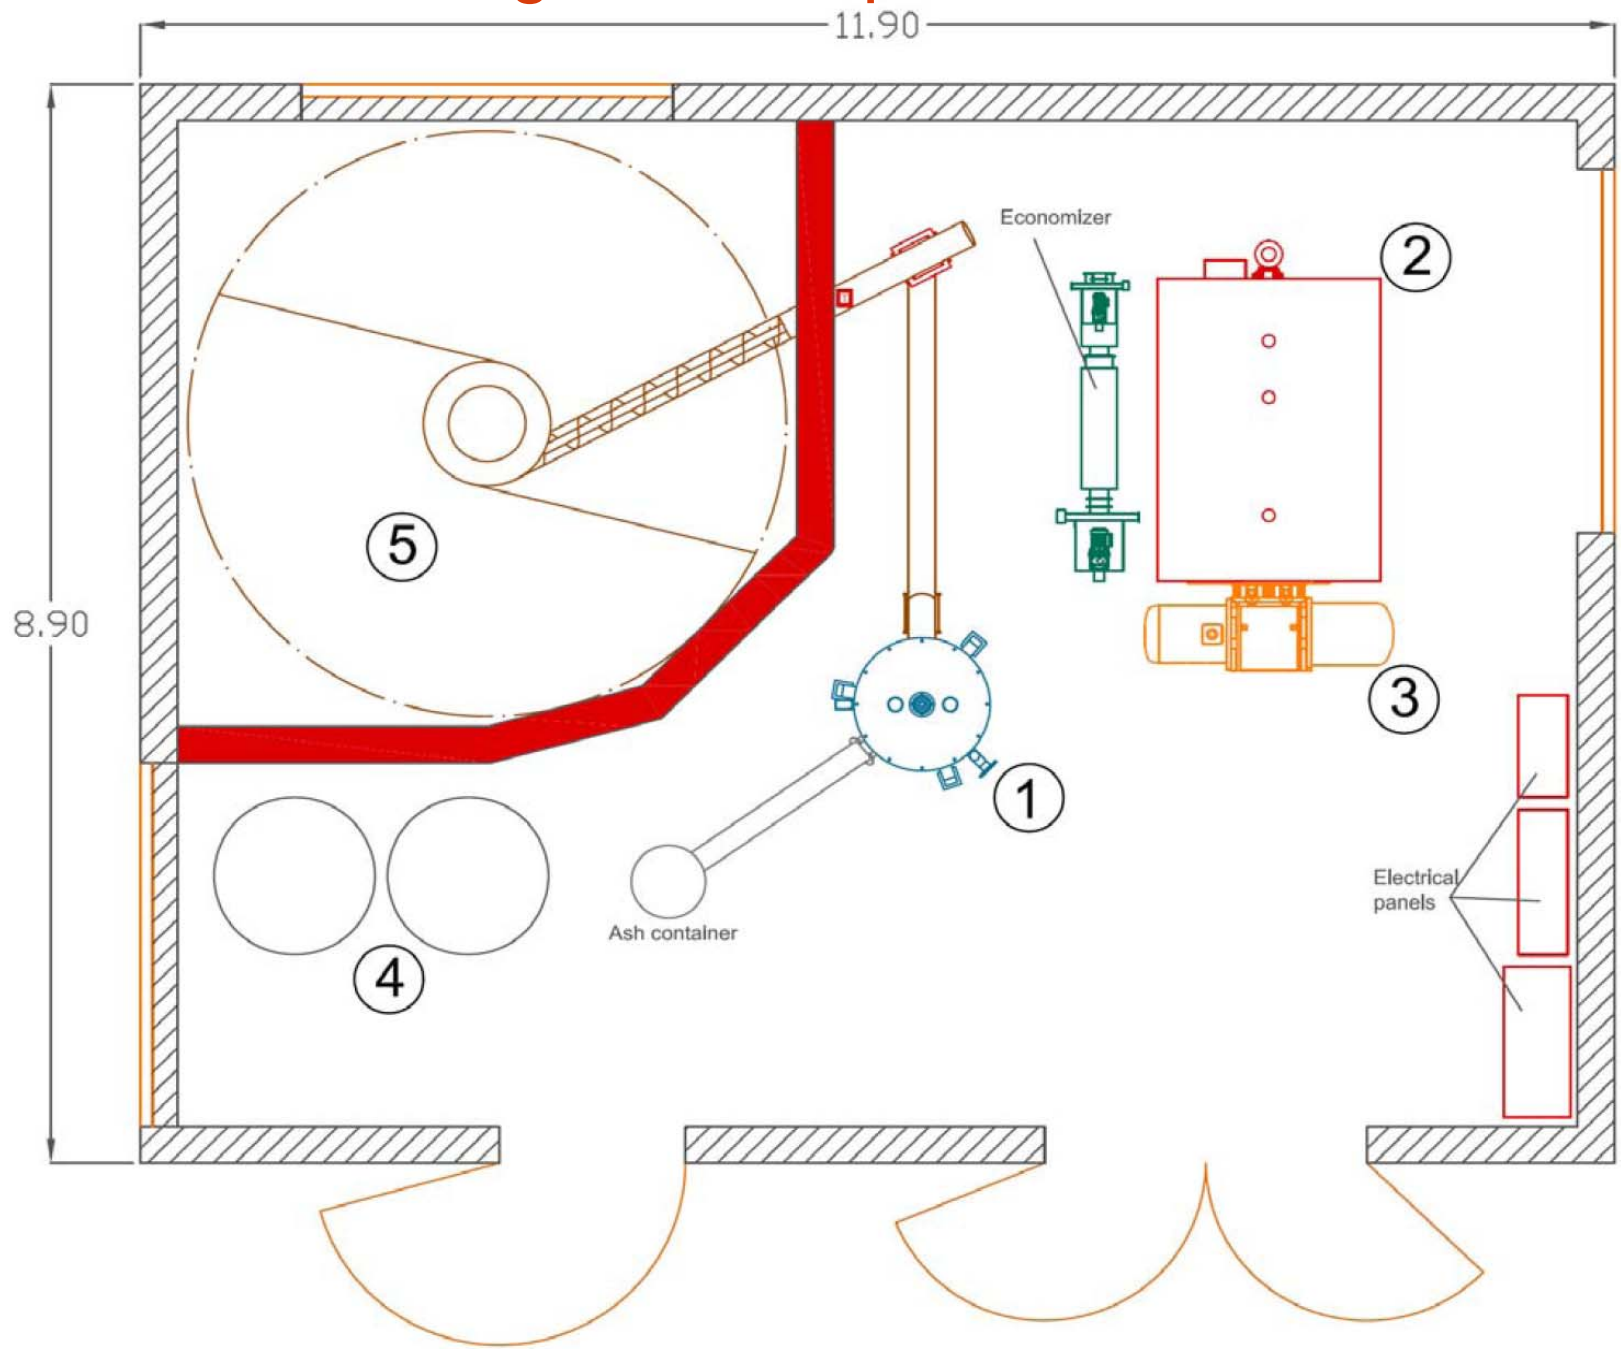 11.90
Economizer
2
5
8.90
3
1
Electrical
panels
Ash container
4